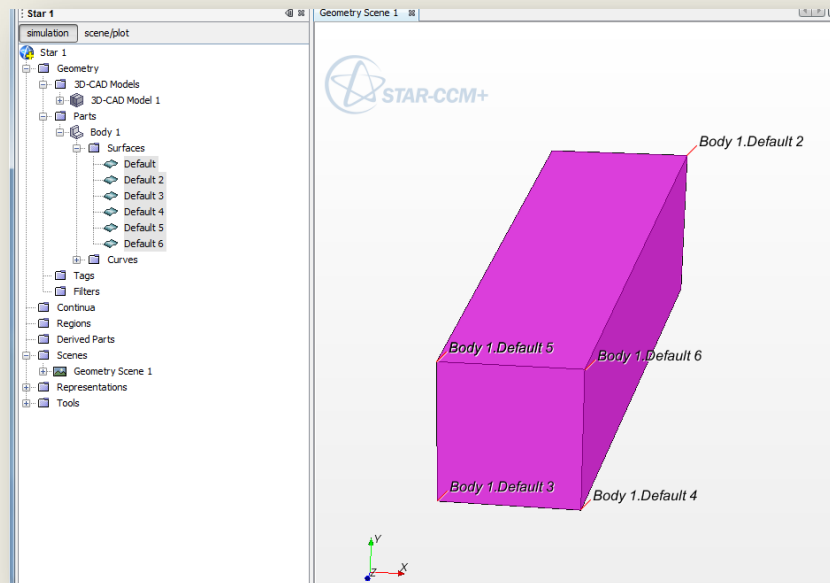 Star 1
simulation scene/plot
Star 1
Geometry
3D-CAD Models
3D-CAD Model 1
Parts
Body 1
Surfaces
Default
Default 2
Default 3
Default 4
Default 5
Default 6
Curves
Tags
Filters
Continua
Regions
Derived Parts
Scenes
Geometry Scene 1
Representations
Tools
Geometry Scene 1
STAR-CCM+
Body 1.Default 2
Body 1.Default 5
Body 1.Default 6
Body 1.Default 3
Body 1.Default 4
Y
Z X